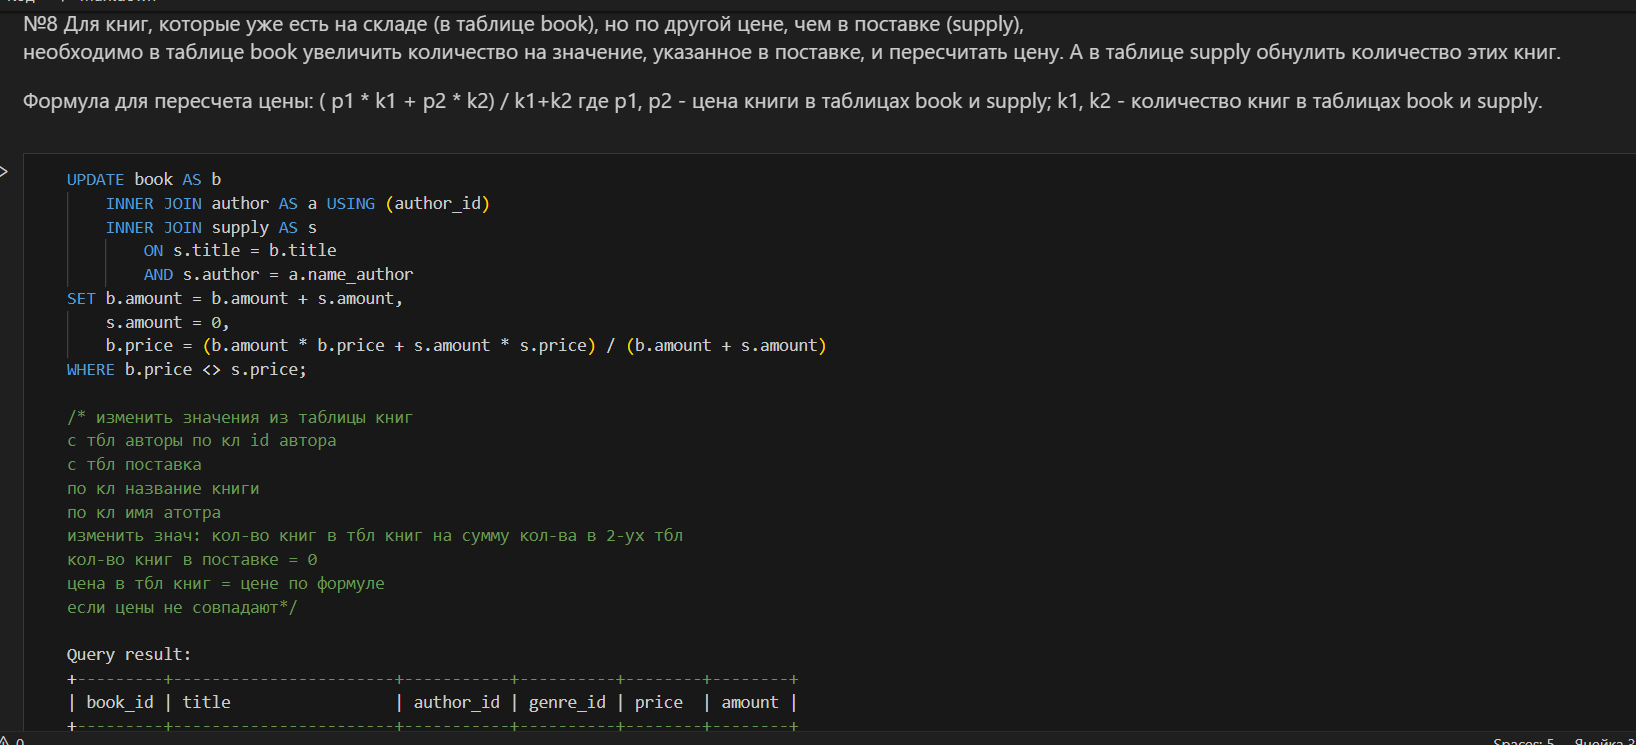 №8 Для книг, которые уже есть на складе (в таблице book), но по другой цене, чем в поставке (supply),
необходимо в таблице book увеличить количество на значение, указанное в поставке, и пересчитать цену. А в таблице supply обнулить количество этих книг.
Формула для пересчета цены: ( p1 * k1 + p2 * k2) / k1+k2 где p1, p2 - цена книги в таблицах book и supply; k1, k2 - количество книг в таблицах book и supply.
UPDATE book AS b
INNER JOIN author AS a USING (author_id)
INNER JOIN supply AS s
ON s.title = b.title
AND s.author = a.name_author
SET b.amount = b.amount + s.amount,
s.amount = 0,
b.price = (b.amount * b.price + s.amount * s.price) / (b.amount + s.amount)
WHERE b.price <> s.price;
/* изменить значения из таблицы книг
с тбл авторы по кл id автора
с тбл поставка
по кл название книги
по кл имя атотра
изменить знач: кол-во книг в тбл книг на сумму кол-ва в 2-ух тбл
кол-во книг в поставке = 0
цена в тбл книг = цене по формуле
если цены не совпадают*/
Query result:
+---------+-----------------------+-----------+----------+--------+--------+
| book_id | title | author_id | genre_id | price | amount |
+---------+-----------------------+-----------+----------+--------+--------+
0
Spaces: 5 Ячейка 3